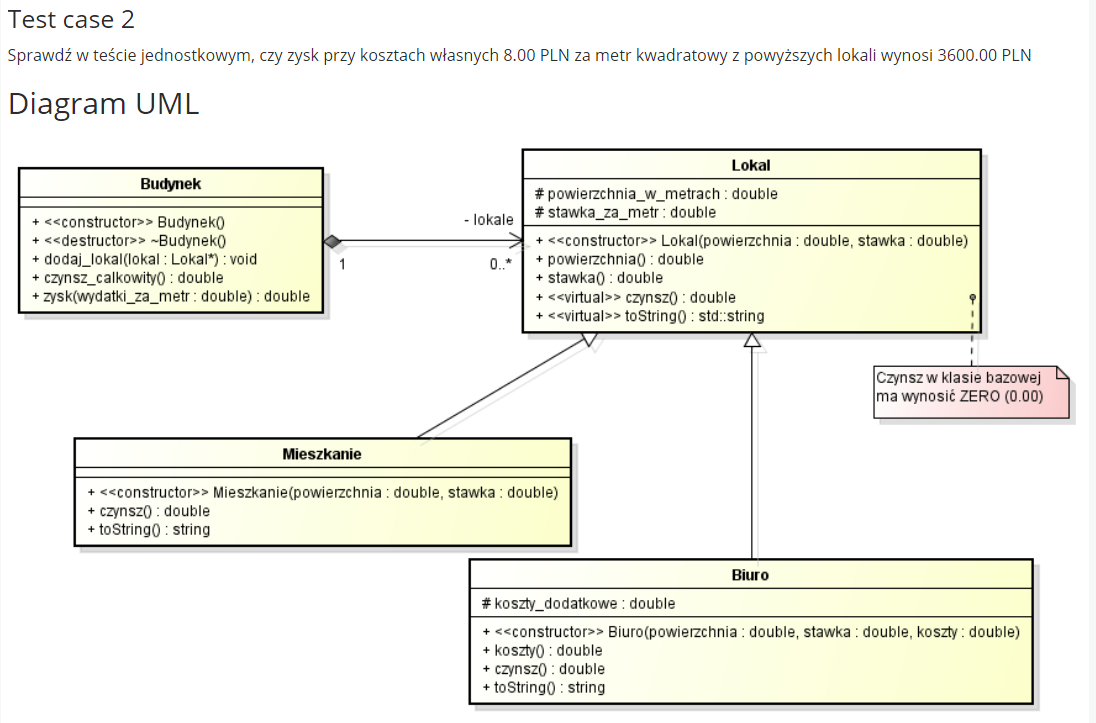 Test case 2
Sprawdź w teście jednostkowym, czy zysk przy kosztach własnych 8.00 PLN za metr kwadratowy z powyższych lokali wynosi 3600.00 PLN
Diagram UML
Budynek
+ <<constructor>> Budynek()
+ <<destructor>> ~Budynek()
+ dodaj_lokal(lokal : Lokal*) : void
+ czynsz_calkowity() : double
+ zysk(wydatki_za_metr : double) : double
- lokale
1
0..*
Lokal
# powierzchnia_w_metrach : double
# stawka_za_metr : double
+ <<constructor>> Lokal(powierzchnia : double, stawka : double)
+ powierzchnia() : double
+ stawka() : double
+ <<virtual>> czynsz() : double
+ <<virtual>> toString() : std::string
Czynsz w klasie bazowej
ma wynosić ZERO (0.00)
Mieszkanie
+ <<constructor>> Mieszkanie(powierzchnia : double, stawka : double)
+ czynsz() : double
+ toString() : string
Biuro
# koszty_dodatkowe : double
+ <<constructor>> Biuro(powierzchnia : double, stawka : double, koszty : double)
+ koszty() : double
+ czynsz() : double
+ toString() : string